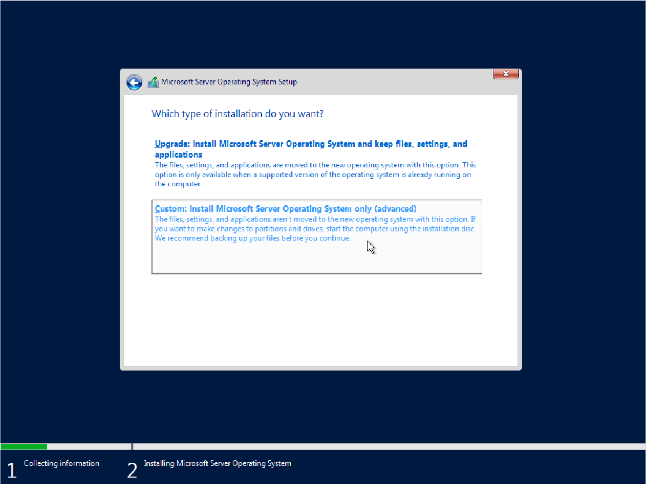 Microsoft Server Operating System Setup
Which type of installation do you want?
Upgrade: Install Microsoft Server Operating System and keep files, settings, and
applications
The files, settings, and applications are moved to the new operating system with this option. This
option is only available when a supported version of the operating system is already running on
the computer.
Custom: Install Microsoft Server Operating System only (advanced)
The files, settings, and applications aren't moved to the new operating system with this option. If
you want to make changes to partitions and drives, start the computer using the installation disc.
We recommend backing up your files before you continue.
1 Collecting information
2 Installing Microsoft Server Operating System